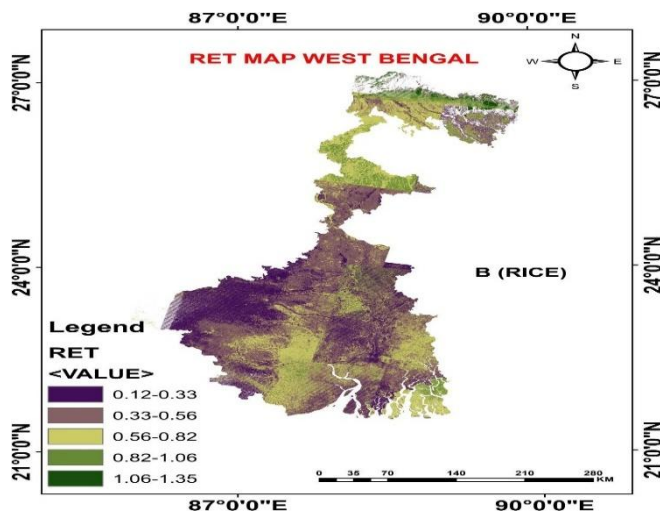 87°0'0"E 90°0'0"E
RET MAP WEST BENGAL
N
W E
S
27°0'0"N 27°0'0"N
24°0'0"N 24°0'0"N
B (RICE)
Legend
RET
<VALUE>
0.12-0.33
0.33-0.56
0.56-0.82
0.82-1.06
1.06-1.35
21°0'0"N 21°0'0"N
0 35 70 140 210 280
KM
87°0'0"E 90°0'0"E